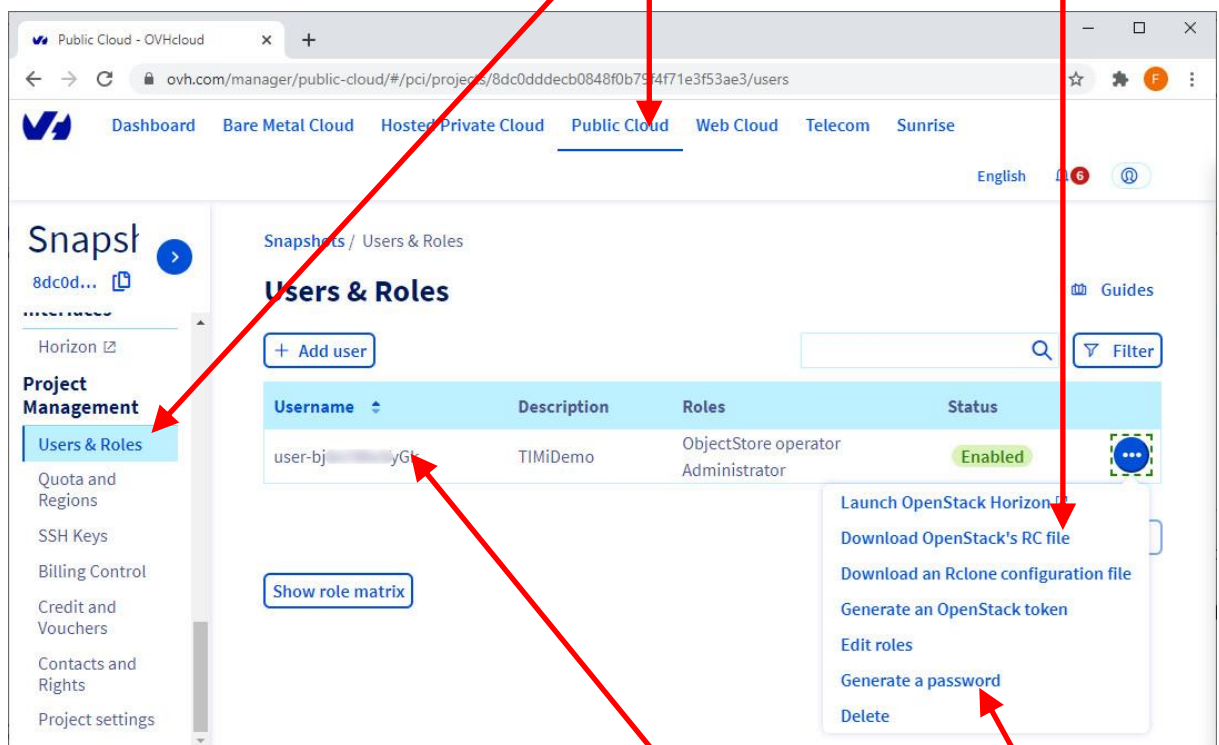 Public Cloud - OVHcloud
ovh.com/manager/public-cloud/#/pci/projects/8dc0dddecb0848f0b79f4f71e3f53ae3/users
F
Dashboard Bare Metal Cloud Hosted Private Cloud Public Cloud Web Cloud Telecom Sunrise
English 6
Snapsh
8dc0d...
Interfaces
Horizon
Project
Management
Users & Roles
Quota and
Regions
SSH Keys
Billing Control
Credit and
Vouchers
Contacts and
Rights
Project settings
Snapshots / Users & Roles
Users & Roles
Guides
+ Add user
Filter
Username Description Roles Status
user-bj yGk TIMiDemo ObjectStore operator Enabled
Administrator
Launch OpenStack Horizon
Download OpenStack's RC file
Download an Rclone configuration file
Generate an OpenStack token
Edit roles
Generate a password
Delete
Show role matrix